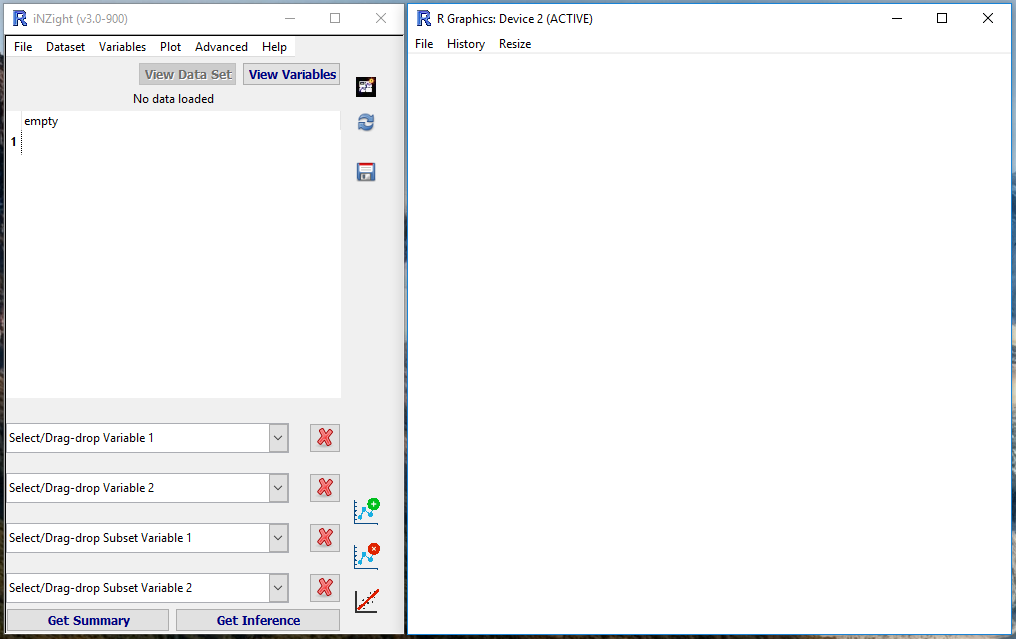 iNZight (v3.0-900)
File Dataset Variables Plot Advanced Help
View Data Set View Variables
No data loaded
empty
1
Select/Drag-drop Variable 1
Select/Drag-drop Variable 2
Select/Drag-drop Subset Variable 1
Select/Drag-drop Subset Variable 2
Get Summary Get Inference
R Graphics: Device 2 (ACTIVE)
File History Resize